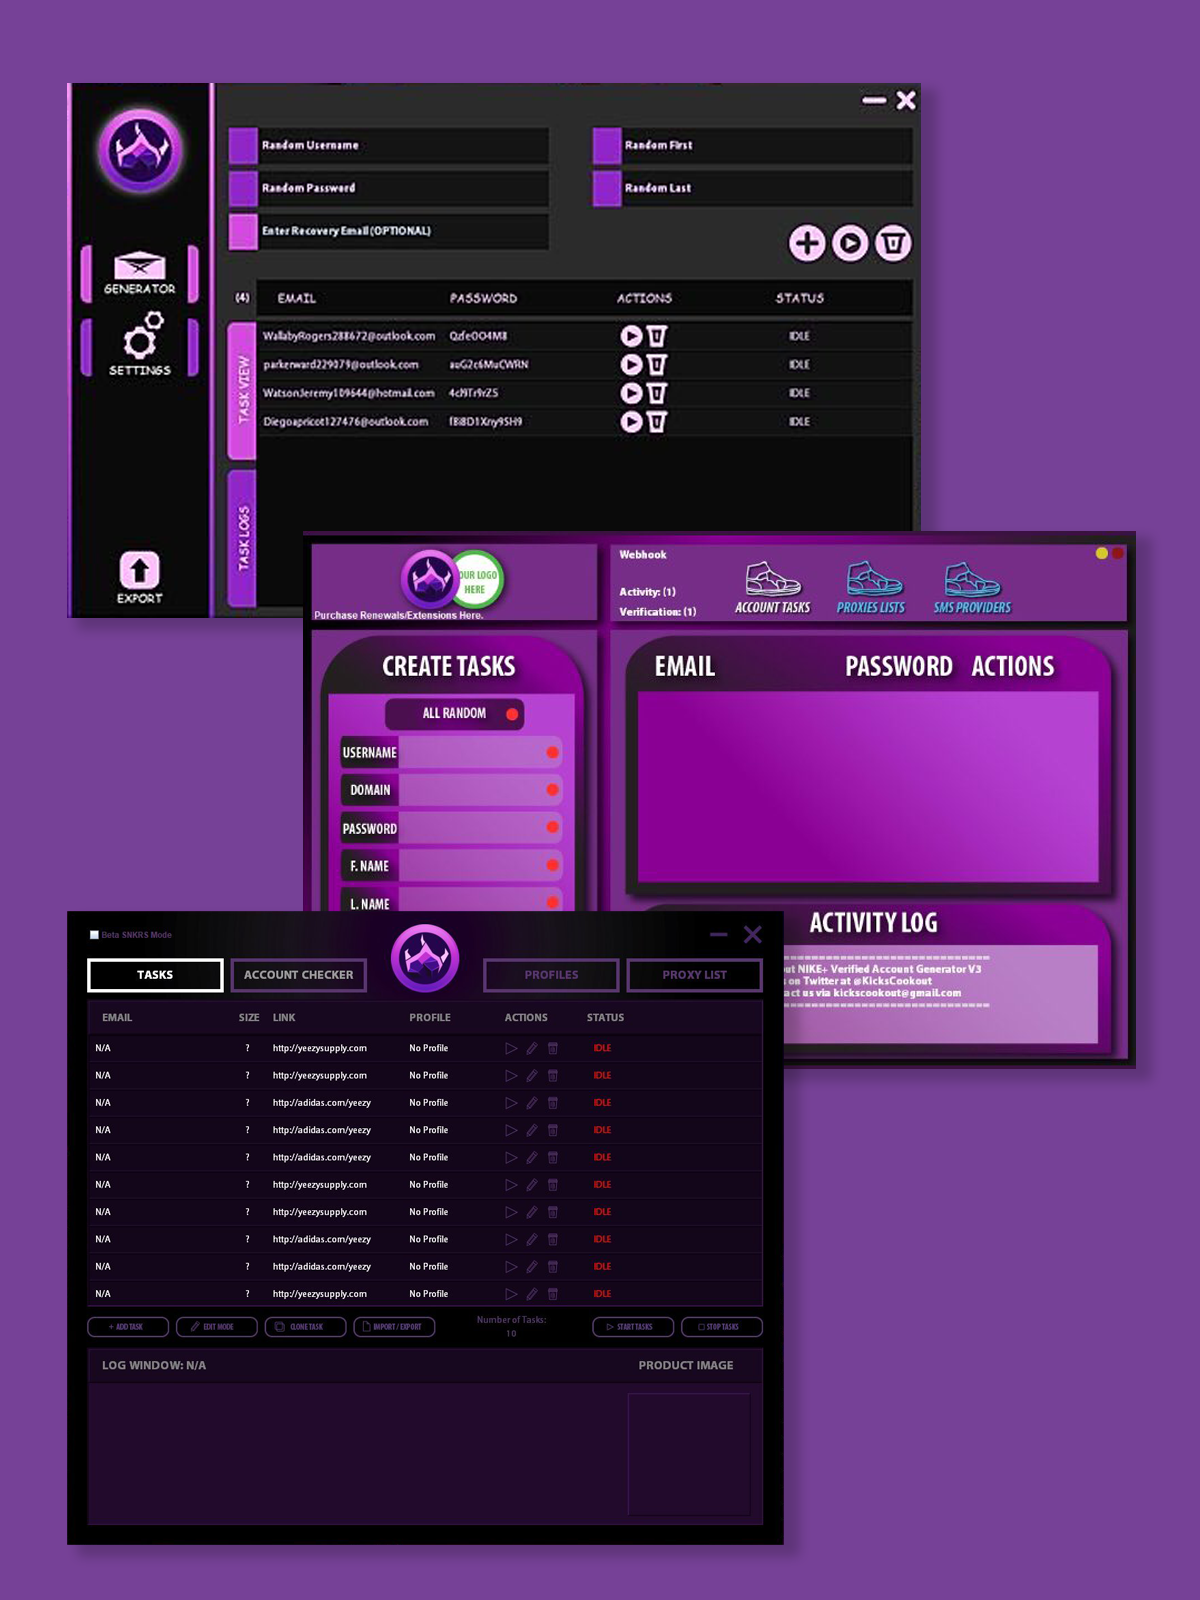 Random Username
Random First
Random Password
Random Last
Enter Recovery Email (OPTIONAL)
GENERATOR
SETTINGS
EXPORT
(4) EMAIL PASSWORD ACTIONS STATUS
TASK VIEW
TASK LOGS
WallabyRogers288672@outlook.com QzfeOO4M8 IDLE
parkerward229079@outlook.com auG2c6MuCWRN IDLE
WatsonJeremy109644@hotmail.com 4cJ9Tr9rZ5 IDLE
Diegoapricot127476@outlook.com fBi8D1Xny9SH9 IDLE
OUR LOGO
HERE
Purchase Renewals/Extensions Here.
Webhook
Activity: (1)
Verification: (1)
ACCOUNT TASKS PROXIES LISTS SMS PROVIDERS
CREATE TASKS
ALL RANDOM
USERNAME
DOMAIN
PASSWORD
F. NAME
L. NAME
EMAIL PASSWORD ACTIONS
ACTIVITY LOG
==============================
out NIKE+ Verified Account Generator V3
s on Twitter at @KicksCookout
act us via kickscookout@gmail.com
==============================
Beta SNKRS Mode
TASKS ACCOUNT CHECKER PROFILES PROXY LIST
EMAIL SIZE LINK PROFILE ACTIONS STATUS
N/A ? http://yeezysupply.com No Profile IDLE
N/A ? http://yeezysupply.com No Profile IDLE
N/A ? http://adidas.com/yeezy No Profile IDLE
N/A ? http://adidas.com/yeezy No Profile IDLE
N/A ? http://adidas.com/yeezy No Profile IDLE
N/A ? http://yeezysupply.com No Profile IDLE
N/A ? http://yeezysupply.com No Profile IDLE
N/A ? http://adidas.com/yeezy No Profile IDLE
N/A ? http://adidas.com/yeezy No Profile IDLE
N/A ? http://yeezysupply.com No Profile IDLE
+ ADD TASK EDIT MODE CLONE TASK IMPORT / EXPORT
Number of Tasks:
10
START TASKS STOP TASKS
LOG WINDOW: N/A
PRODUCT IMAGE